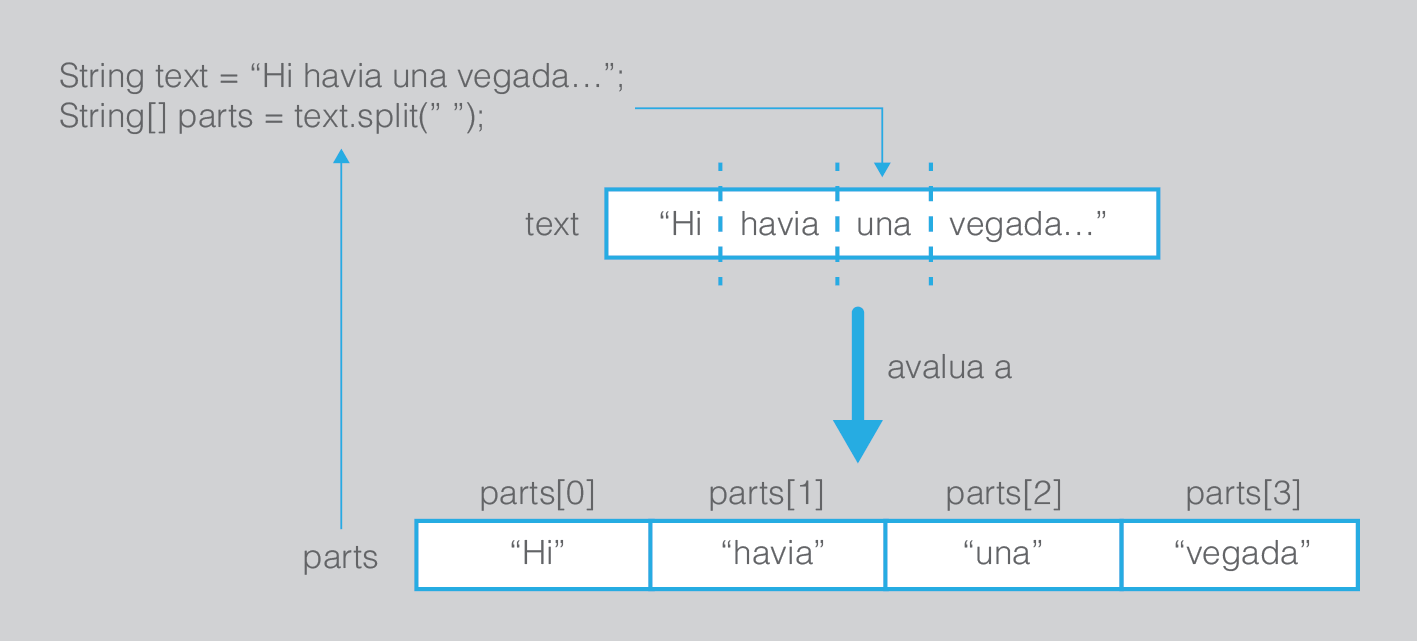 String text = “Hi havia una vegada...”;
String[] parts = text.split(” ”);
text “Hi havia una vegada...”
avalua a
parts[0] parts[1] parts[2] parts[3]
parts “Hi” “havia” “una” “vegada”